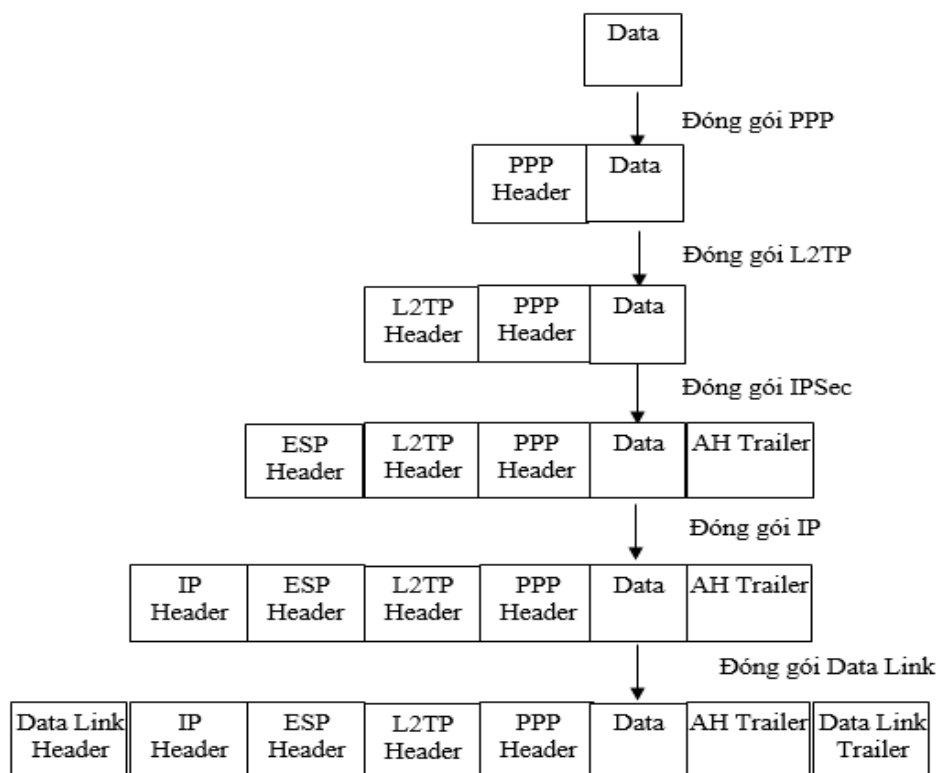 Data
Đóng gói PPP
PPP Data
Header
Đóng gói L2TP
L2TP PPP Data
Header Header
Đóng gói IPSec
ESP L2TP PPP Data AH Trailer
Header Header Header
Đóng gói IP
IP ESP L2TP PPP Data AH Trailer
Header Header Header Header
Đóng gói Data Link
Data Link IP ESP L2TP PPP Data AH Trailer Data Link
Header Header Header Header Header Trailer